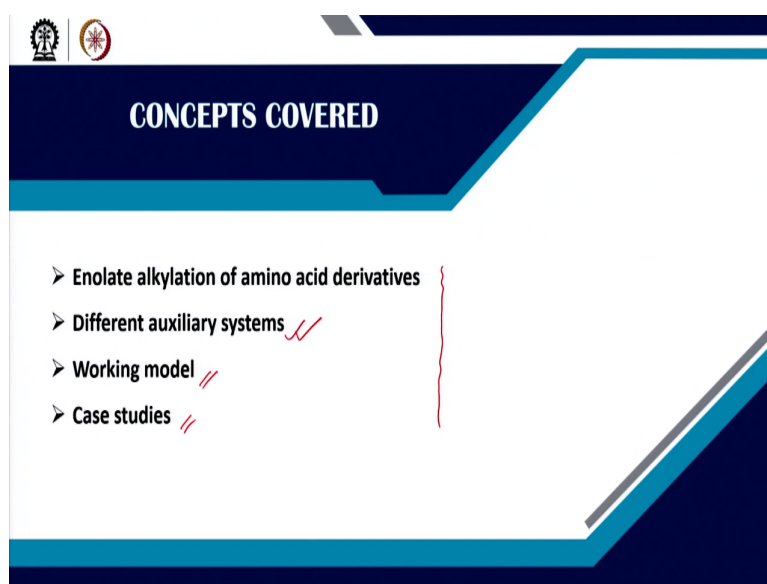 CONCEPTS COVERED
➢ Enolate alkylation of amino acid derivatives
➢ Different auxiliary systems
➢ Working model
➢ Case studies